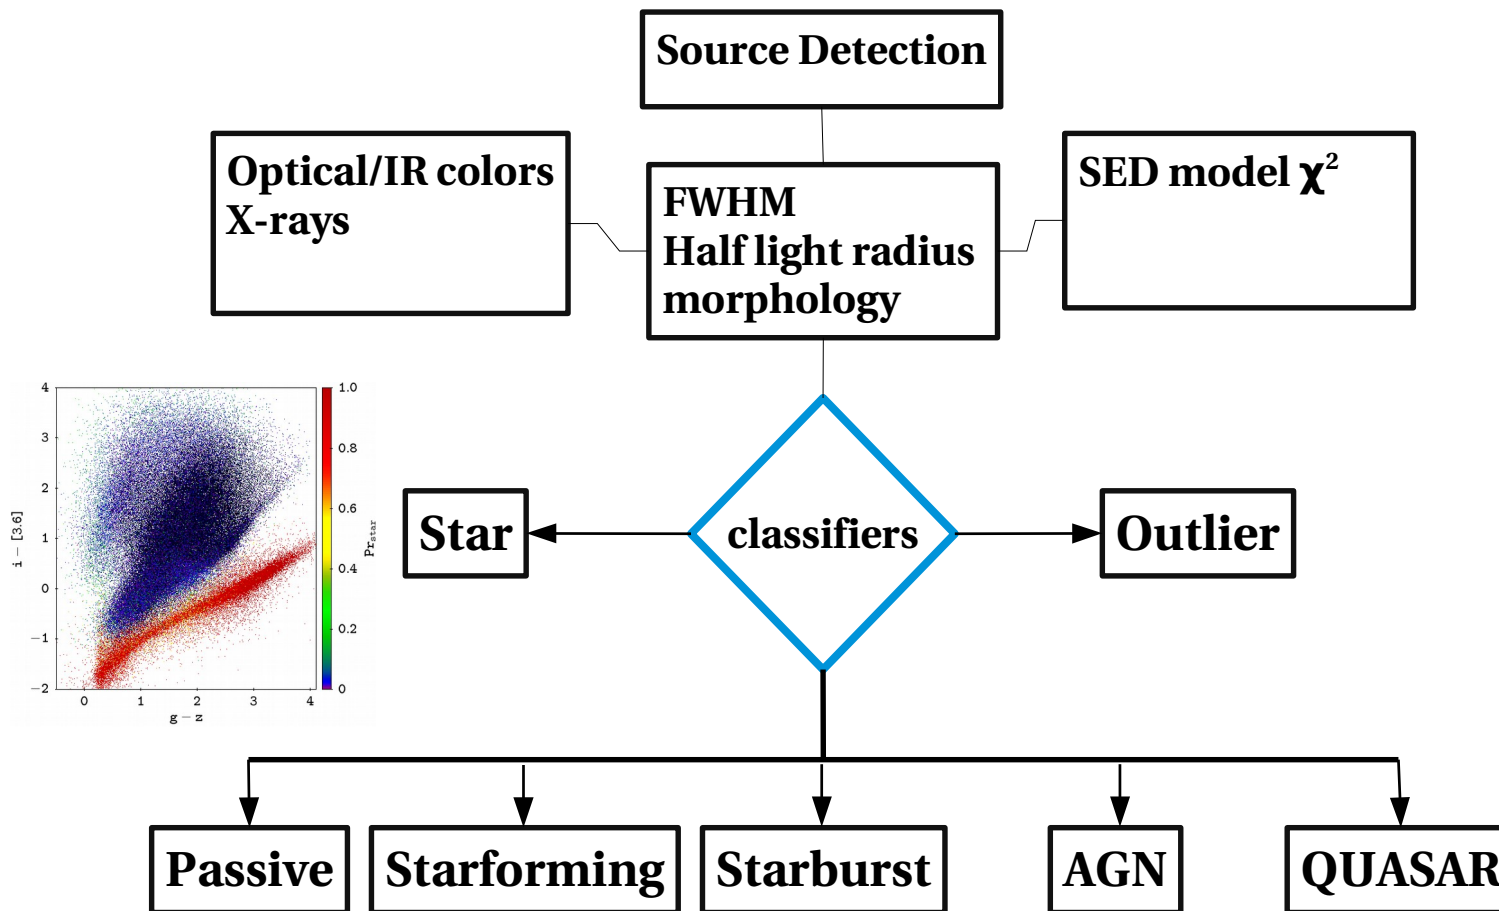 Source Detection
Optical/IR colors
X-rays
FWHM
Half light radius
morphology
SED model χ²
4
3
2
1
0
−1
−2
i − [3.6]
0
1
2
3
4
g − z
1.0
0.8
0.6
0.4
0.2
0
Pr_star
Star
classifiers
Outlier
Passive
Starforming
Starburst
AGN
QUASAR